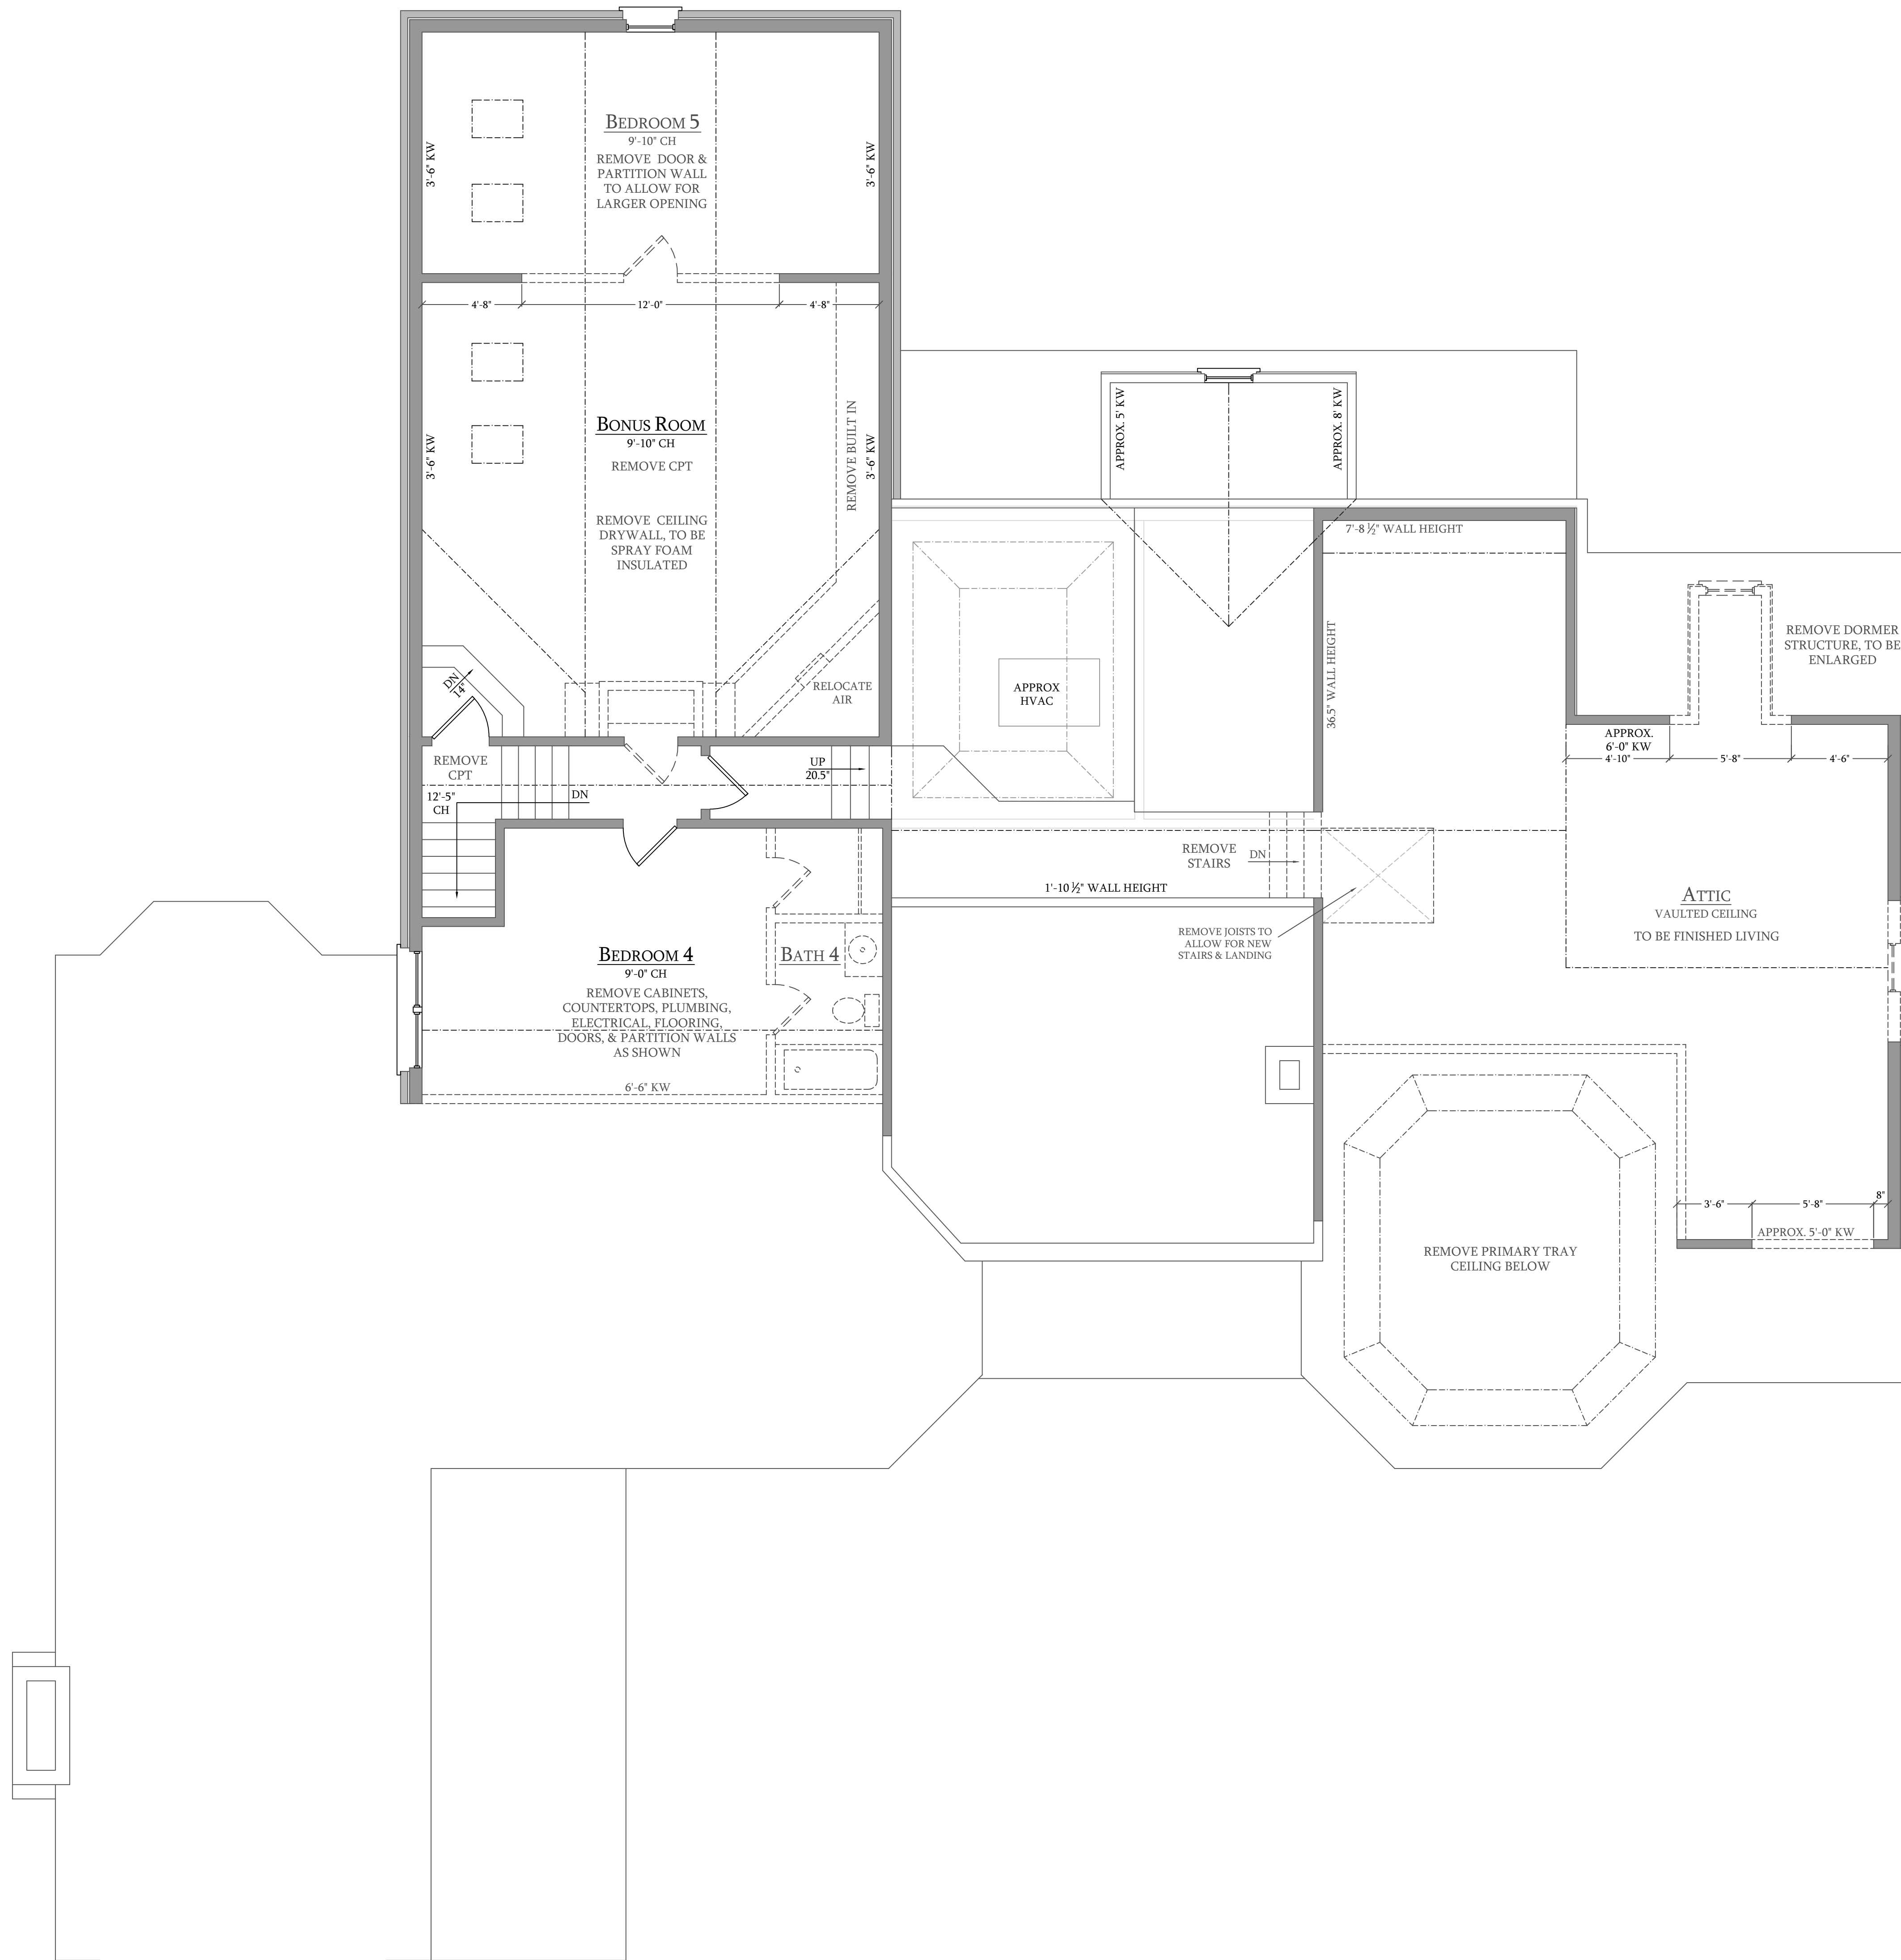 BEDROOM 5
9'-10" CH
REMOVE DOOR &
PARTITION WALL
TO ALLOW FOR
LARGER OPENING
3'-6" KW
3'-6" KW
4'-8"
12'-0"
4'-8"
BONUS ROOM
9'-10" CH
REMOVE CPT
REMOVE CEILING
DRYWALL, TO BE
SPRAY FOAM
INSULATED
3'-6" KW
REMOVE BUILT IN
3'-6" KW
APPROX. 5' KW
APPROX. 8' KW
7'-8 ½" WALL HEIGHT
36.5" WALL HEIGHT
REMOVE DORMER
STRUCTURE, TO BE
ENLARGED
DN
14"
RELOCATE
AIR
APPROX
HVAC
REMOVE
CPT
12'-5"
CH
DN
UP
20.5"
APPROX.
6'-0" KW
4'-10"
5'-8"
4'-6"
REMOVE
STAIRS
DN
1'-10 ½" WALL HEIGHT
REMOVE JOISTS TO
ALLOW FOR NEW
STAIRS & LANDING
ATTIC
VAULTED CEILING
TO BE FINISHED LIVING
BEDROOM 4
9'-0" CH
REMOVE CABINETS,
COUNTERTOPS, PLUMBING,
ELECTRICAL, FLOORING,
DOORS, & PARTITION WALLS
AS SHOWN
BATH 4
6'-6" KW
3'-6"
5'-8"
8"
APPROX. 5'-0" KW
REMOVE PRIMARY TRAY
CEILING BELOW